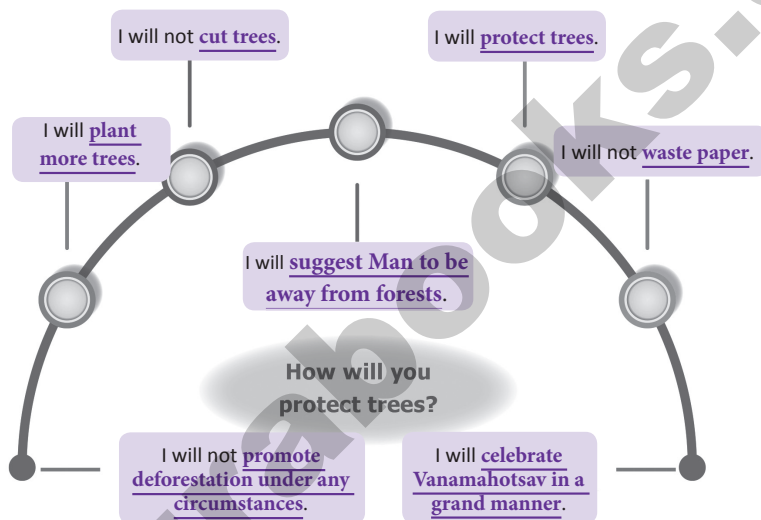 I will not cut trees.
I will protect trees.
I will plant
more trees.
I will not waste paper.
I will suggest Man to be
away from forests.
How will you
protect trees?
I will not promote
deforestation under any
circumstances.
I will celebrate
Vanamahotsav in a
grand manner.